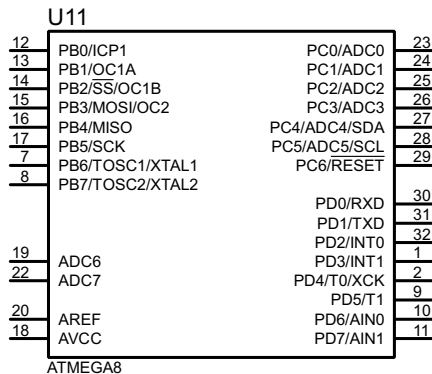 U11
12 PB0/ICP1 PC0/ADC0 23
13 PB1/OC1A PC1/ADC1 24
14 PB2/SS/OC1B PC2/ADC2 25
15 PB3/MOSI/OC2 PC3/ADC3 26
16 PB4/MISO PC4/ADC4/SDA 27
17 PB5/SCK PC5/ADC5/SCL 28
7 PB6/TOSC1/XTAL1 PC6/RESET 29
8 PB7/TOSC2/XTAL2
PD0/RXD 30
PD1/TXD 31
PD2/INT0 32
19 ADC6 PD3/INT1 1
22 ADC7 PD4/T0/XCK 2
PD5/T1 9
20 AREF PD6/AIN0 10
18 AVCC PD7/AIN1 11
ATMEGA8